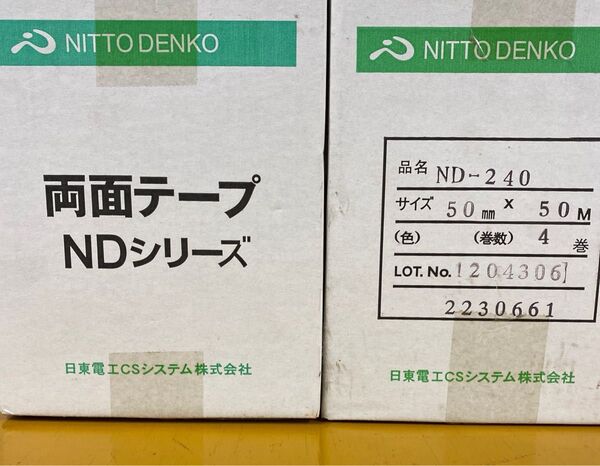 NITTO DENKO
両面テープ
NDシリーズ
日東電工CSシステム株式会社
NITTO DENKO
品名 ND-240
サイズ 50mm x 50M
(色) (巻数) 4 巻
LOT. No. 1204306
2230661
日東電工CSシステム株式会社